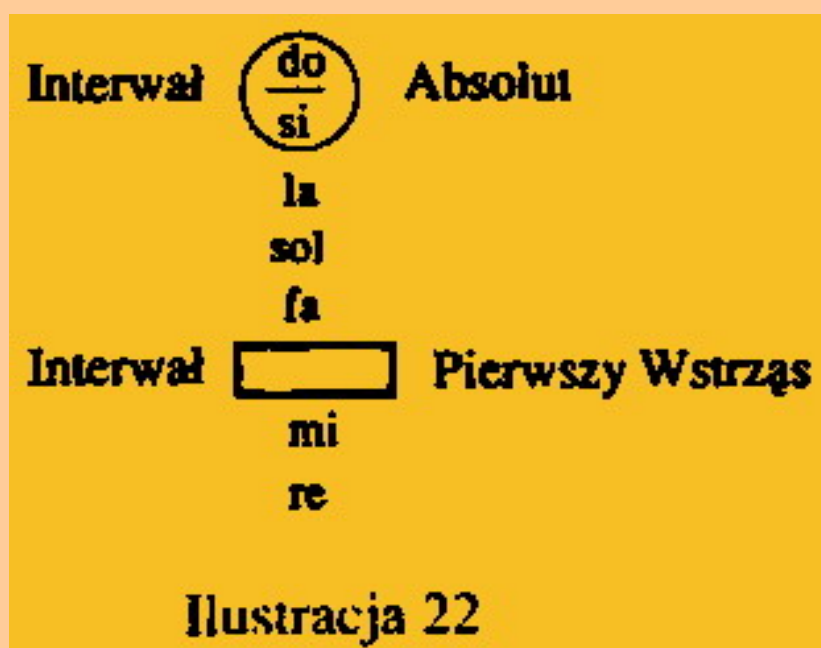 do
Interwał Absolut
si
la
sol
fa
Interwał Pierwszy Wstrząs
mi
re
Ilustracja 22